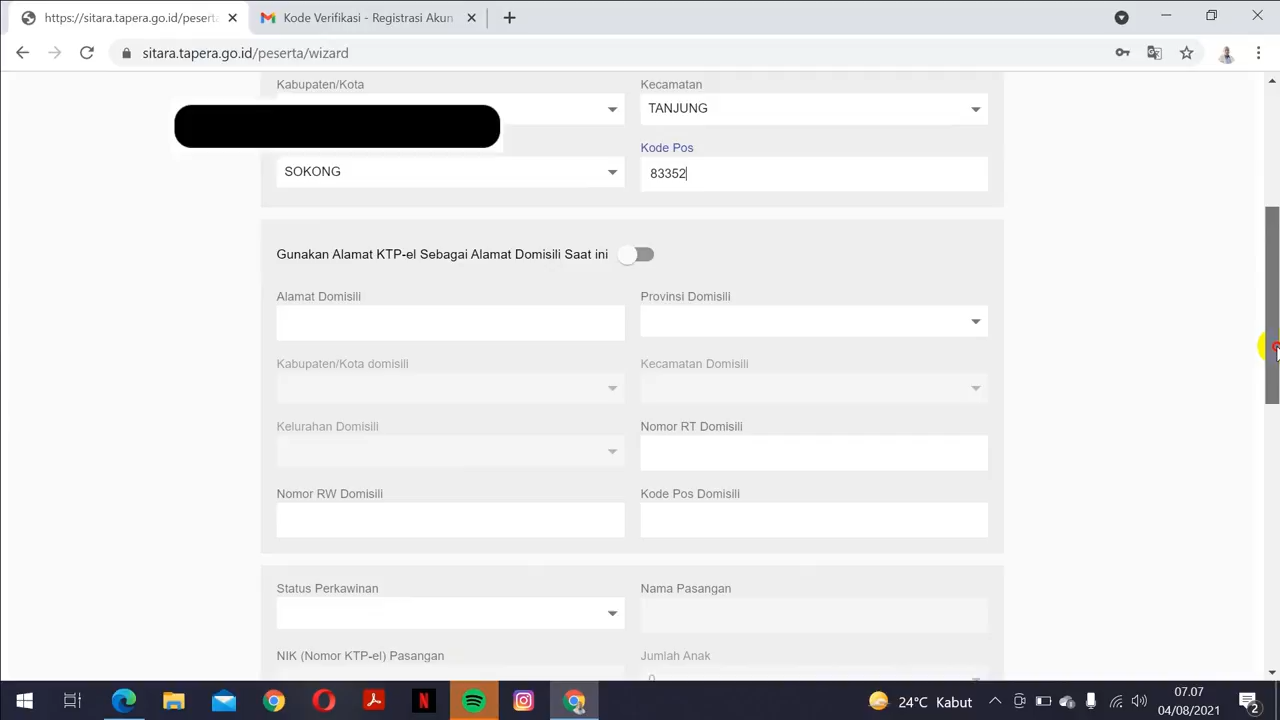 https://sitara.tapera.go.id/pesert
Kode Verifikasi - Registrasi Akun
sitara.tapera.go.id/peserta/wizard
Kabupaten/Kota
Kecamatan
TANJUNG
Kode Pos
SOKONG
83352
Gunakan Alamat KTP-el Sebagai Alamat Domisili Saat ini
Alamat Domisili
Provinsi Domisili
Kabupaten/Kota domisili
Kecamatan Domisili
Kelurahan Domisili
Nomor RT Domisili
Nomor RW Domisili
Kode Pos Domisili
Status Perkawinan
Nama Pasangan
NIK (Nomor KTP-el) Pasangan
Jumlah Anak
0
24°C Kabut
07.07
04/08/2021
2